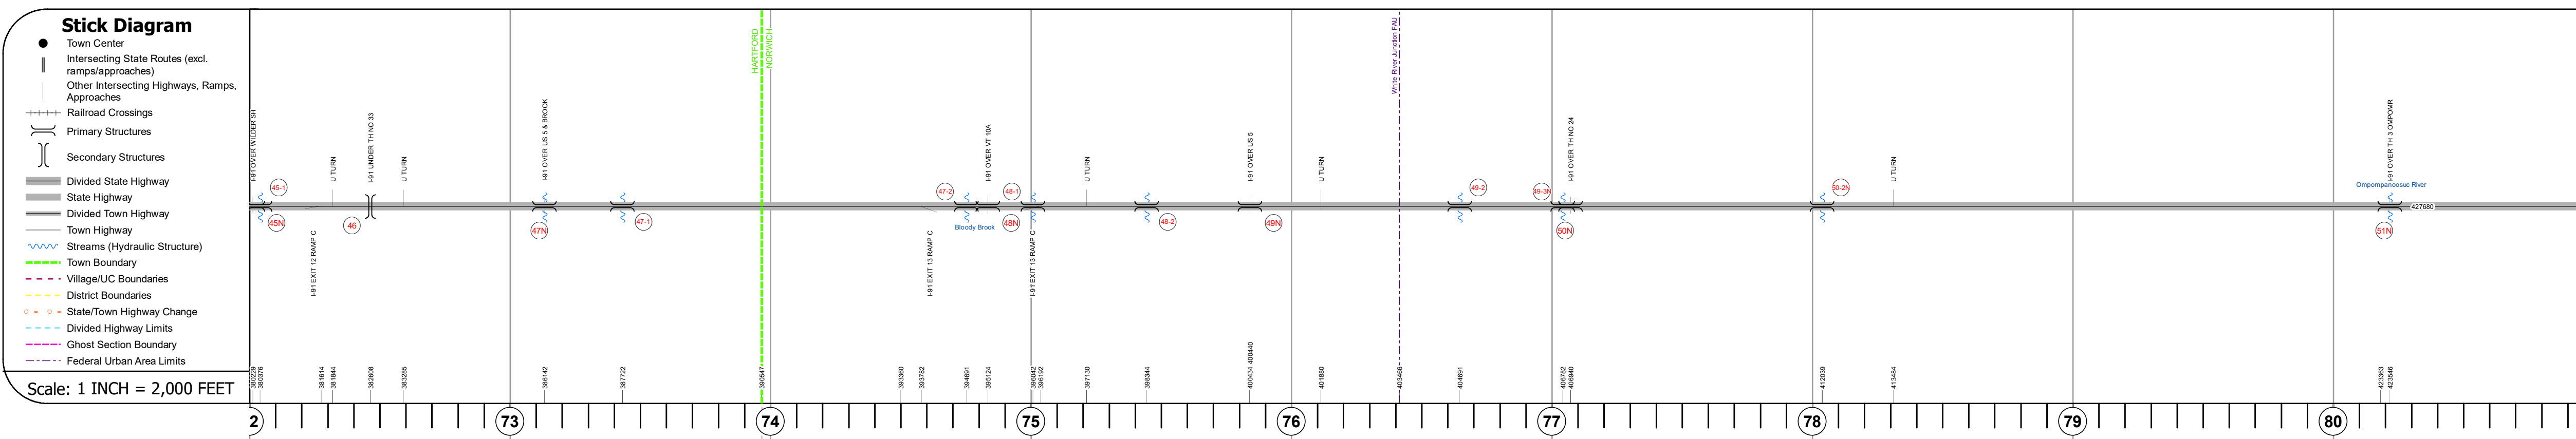 Stick Diagram
Town Center
Intersecting State Routes (excl.
ramps/approaches)
Other Intersecting Highways, Ramps,
Approaches
Railroad Crossings
Primary Structures
Secondary Structures
Divided State Highway
State Highway
Divided Town Highway
Town Highway
Streams (Hydraulic Structure)
Town Boundary
Village/UC Boundaries
District Boundaries
State/Town Highway Change
Divided Highway Limits
Ghost Section Boundary
Federal Urban Area Limits
Scale: 1 INCH = 2,000 FEET
HARTFORD
NORWICH
White River Junction FAU
I-91 OVER WILDER SH
U TURN
I-91 UNDER TH NO 33
U TURN
I-91 OVER US 5 & BROOK
I-91 OVER VT 10A
U TURN
I-91 OVER US 5
U TURN
I-91 OVER TH NO 24
U TURN
I-91 OVER TH 3 OMPOMR
Ompompanoosuc River
45-1
47-2
48-1
49-2
49-3N
50-2N
427680
45N
46
47N
47-1
Bloody Brook
48N
48-2
49N
50N
51N
I-91 EXIT 12 RAMP C
I-91 EXIT 13 RAMP C
I-91 EXIT 13 RAMP C
380229
380376
381614
381844
382608
383285
386142
387722
390547
393360
393782
394691
395124
396042
396192
397130
398344
400434 400440
401880
403466
404691
406782
406940
412039
413484
423363
423546
2
73
74
75
76
77
78
79
80